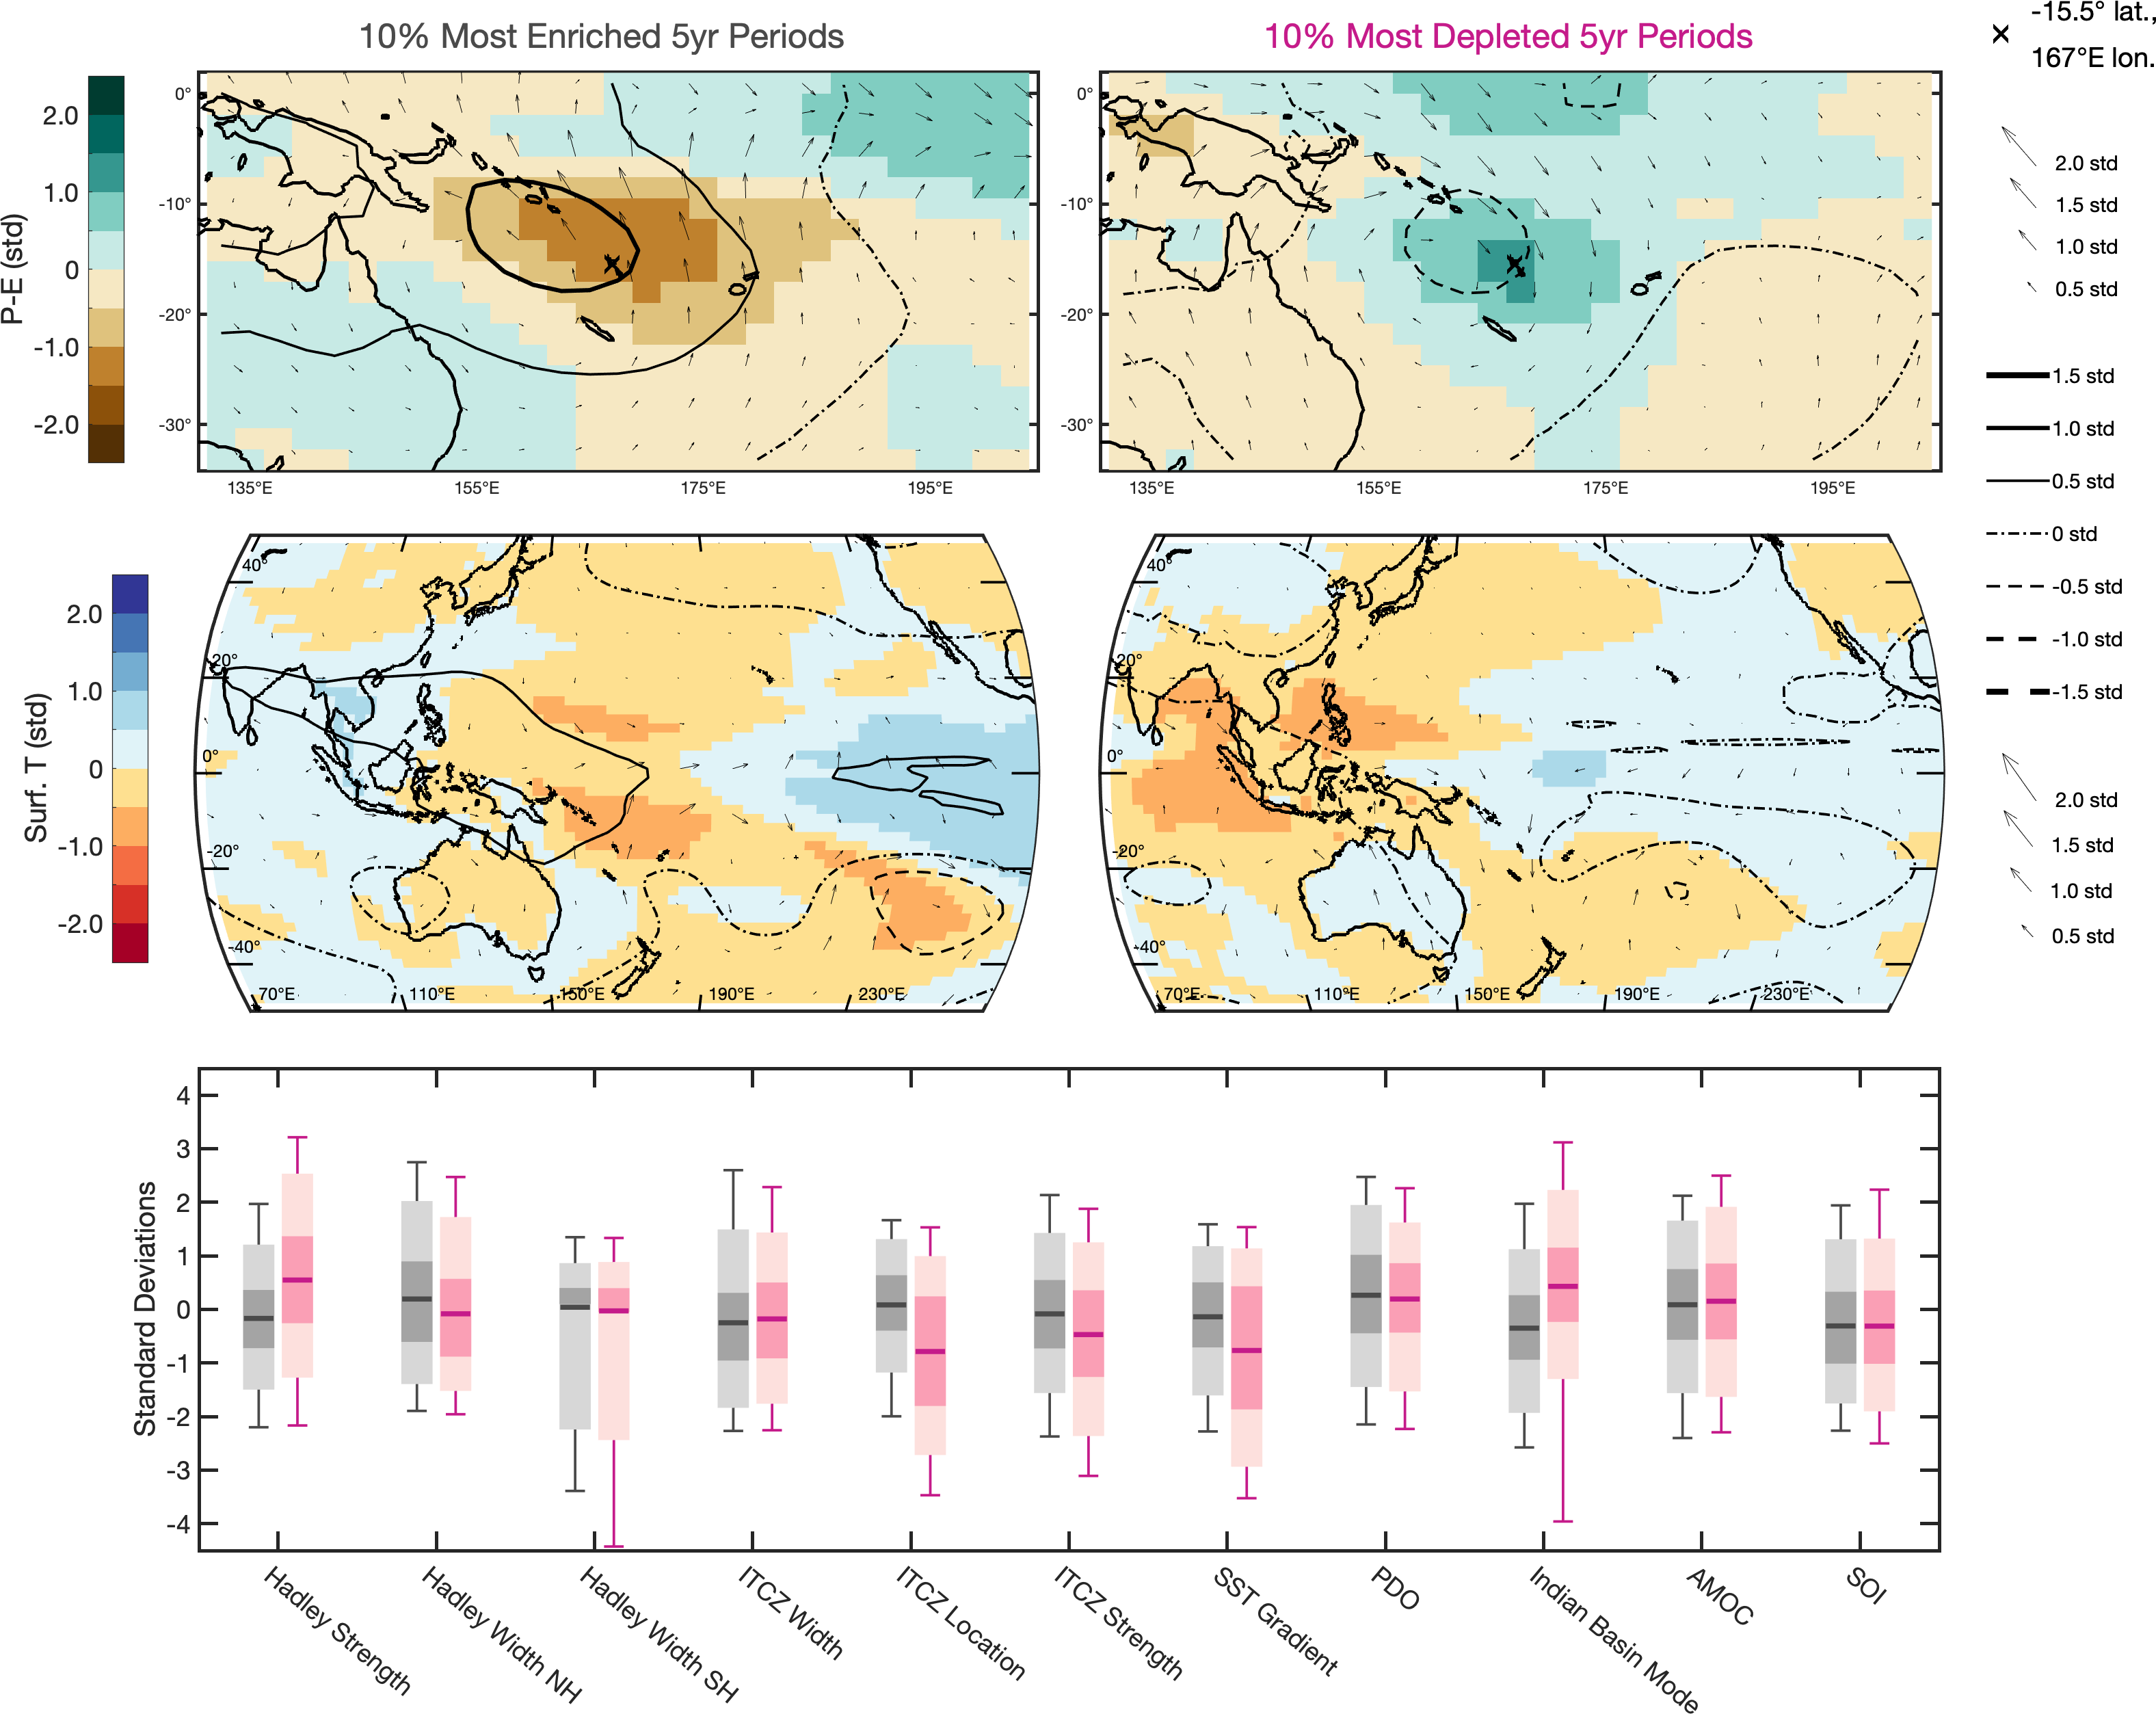 10% Most Enriched 5yr Periods
10% Most Depleted 5yr Periods
-15.5° lat.,
167°E lon.
P-E (std)
2.0
1.0
0
-1.0
-2.0
0°
-10°
-20°
-30°
135°E
155°E
175°E
195°E
0°
-10°
-20°
-30°
135°E
155°E
175°E
195°E
2.0 std
1.5 std
1.0 std
0.5 std
1.5 std
1.0 std
0.5 std
0 std
-0.5 std
-1.0 std
-1.5 std
Surf. T (std)
2.0
1.0
0
-1.0
-2.0
40°
20°
0°
-20°
-40°
70°E
110°E
150°E
190°E
230°E
40°
20°
0°
-20°
-40°
70°E
110°E
150°E
190°E
230°E
2.0 std
1.5 std
1.0 std
0.5 std
Standard Deviations
4
3
2
1
0
-1
-2
-3
-4
Hadley Strength
Hadley Width NH
Hadley Width SH
ITCZ Width
ITCZ Location
ITCZ Strength
SST Gradient
PDO
Indian Basin Mode
AMOC
SOI